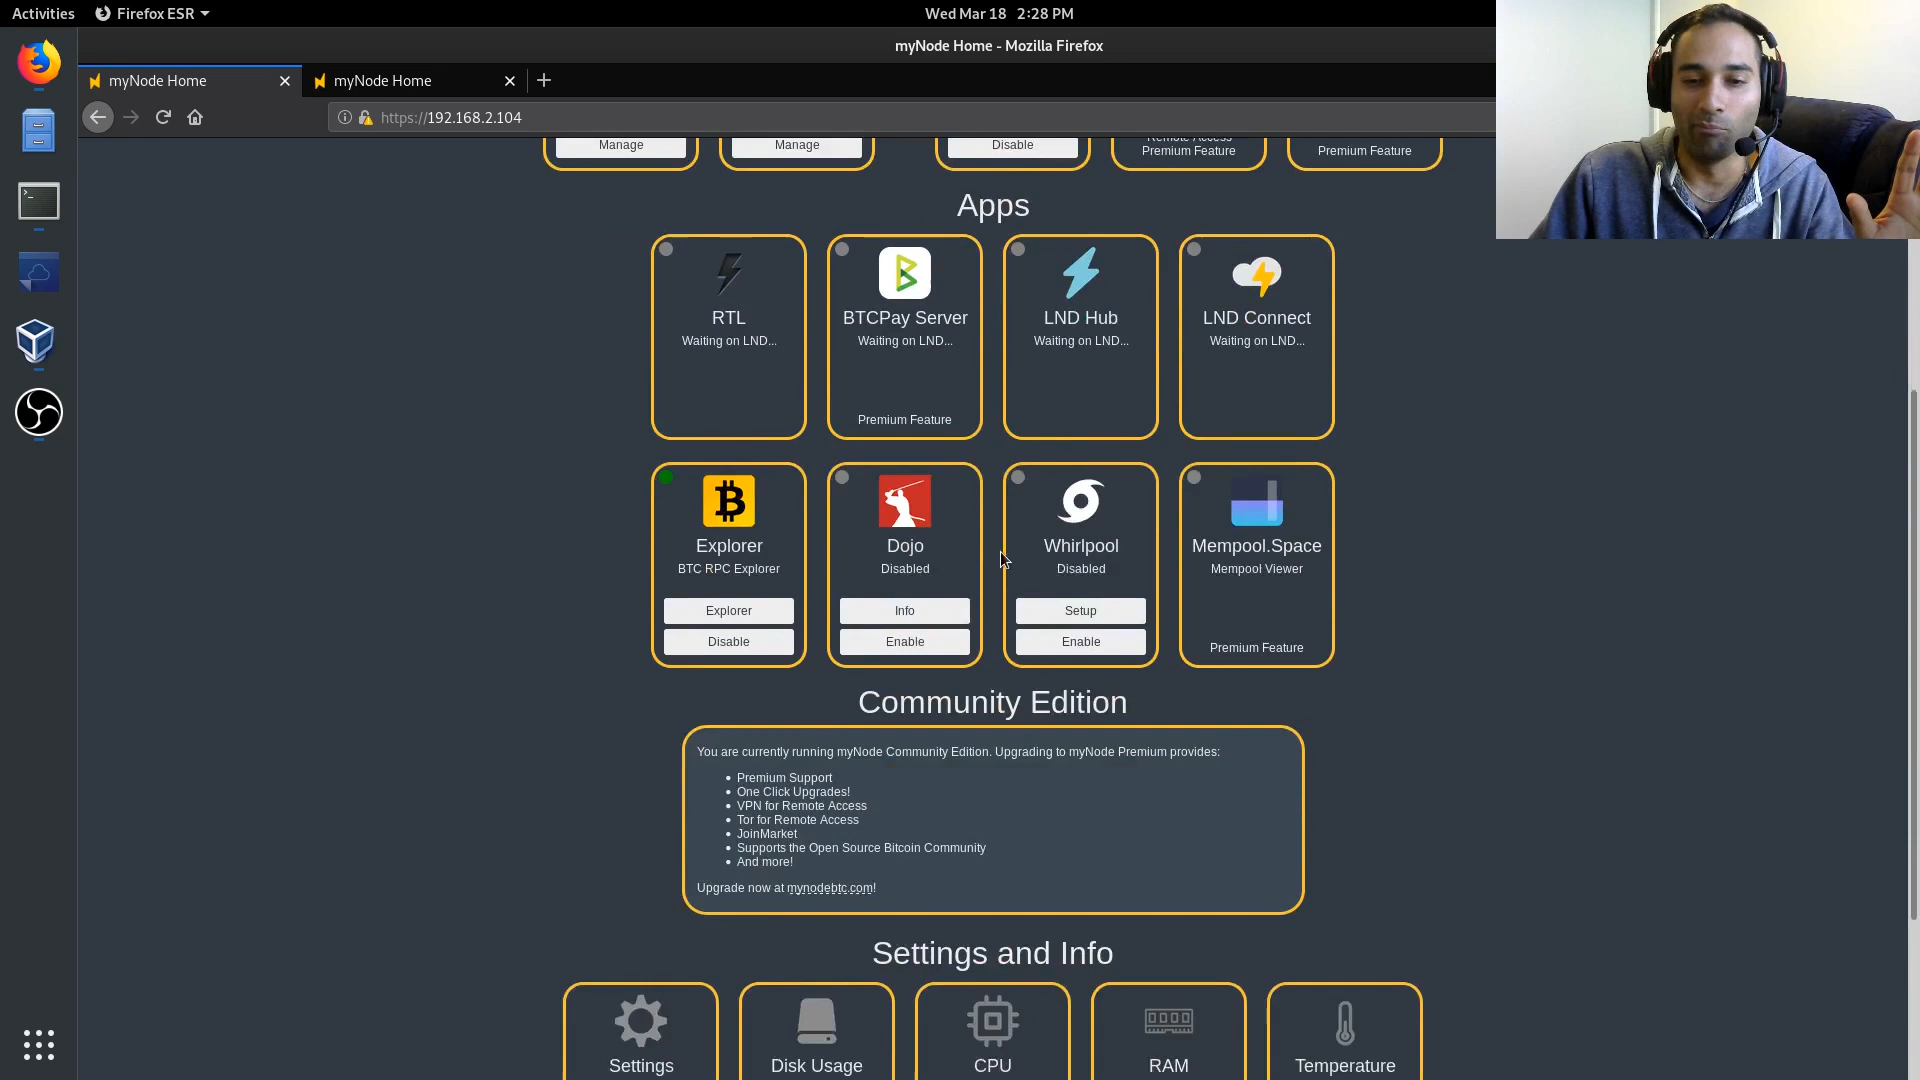 Activities Firefox ESR Wed Mar 18 2:28 PM
myNode Home - Mozilla Firefox
myNode Home myNode Home
https://192.168.2.104
Remote Access
Manage Manage Disable Premium Feature Premium Feature
Apps
RTL BTCPay Server LND Hub LND Connect
Waiting on LND... Waiting on LND... Waiting on LND... Waiting on LND...
Premium Feature
Explorer Dojo Whirlpool Mempool.Space
BTC RPC Explorer Disabled Disabled Mempool Viewer
Explorer Info Setup
Disable Enable Enable Premium Feature
Community Edition
You are currently running myNode Community Edition. Upgrading to myNode Premium provides:
• Premium Support
• One Click Upgrades!
• VPN for Remote Access
• Tor for Remote Access
• JoinMarket
• Supports the Open Source Bitcoin Community
• And more!
Upgrade now at mynodebtc.com!
Settings and Info
Settings Disk Usage CPU RAM Temperature